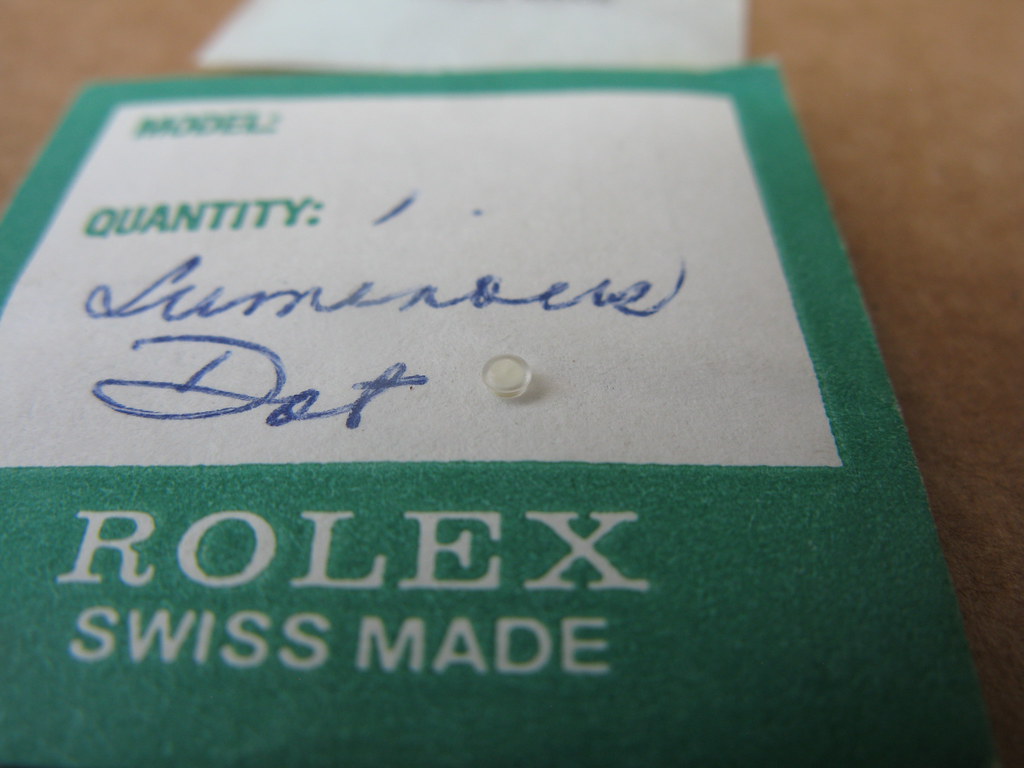 MODEL:
QUANTITY: 1.
Luminous
Dot
ROLEX
SWISS MADE